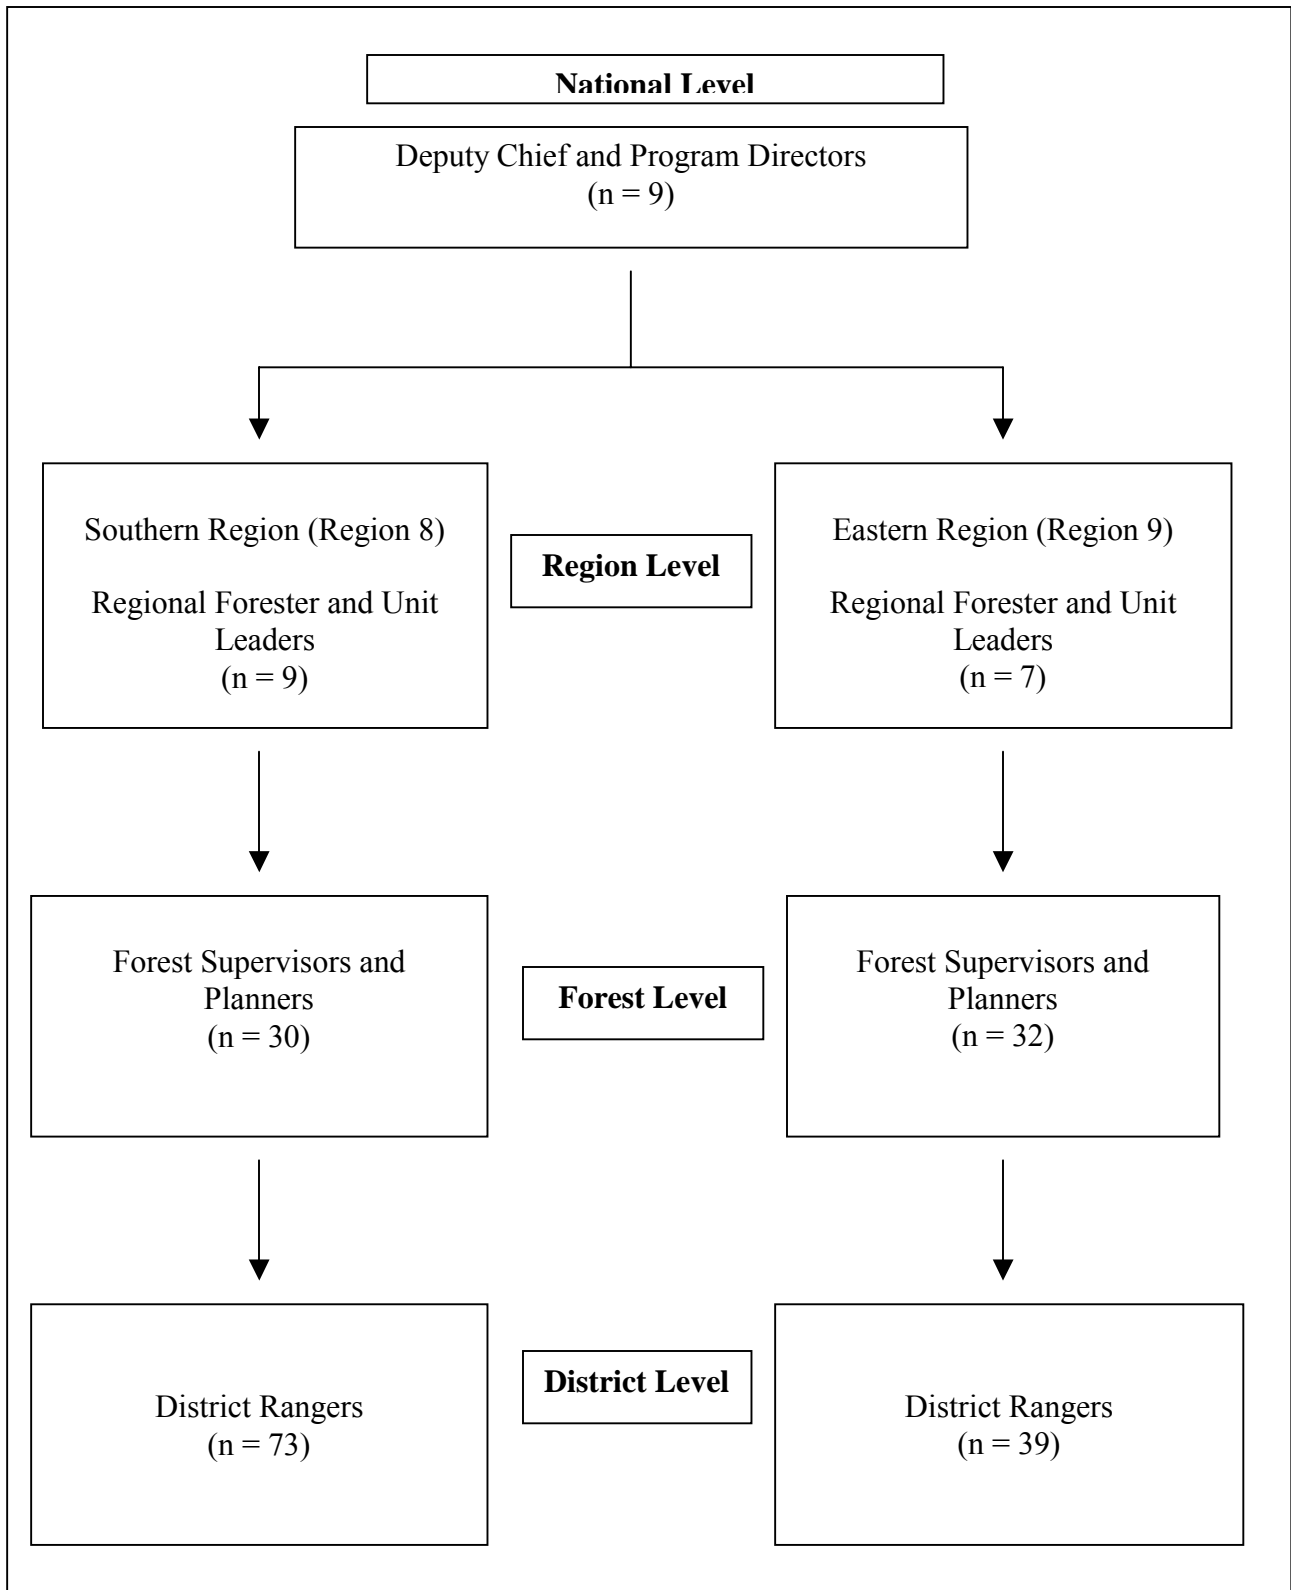 National Level
Deputy Chief and Program Directors
(n = 9)
Southern Region (Region 8)
Regional Forester and Unit
Leaders
(n = 9)
Region Level
Eastern Region (Region 9)
Regional Forester and Unit
Leaders
(n = 7)
Forest Supervisors and
Planners
(n = 30)
Forest Level
Forest Supervisors and
Planners
(n = 32)
District Rangers
(n = 73)
District Level
District Rangers
(n = 39)